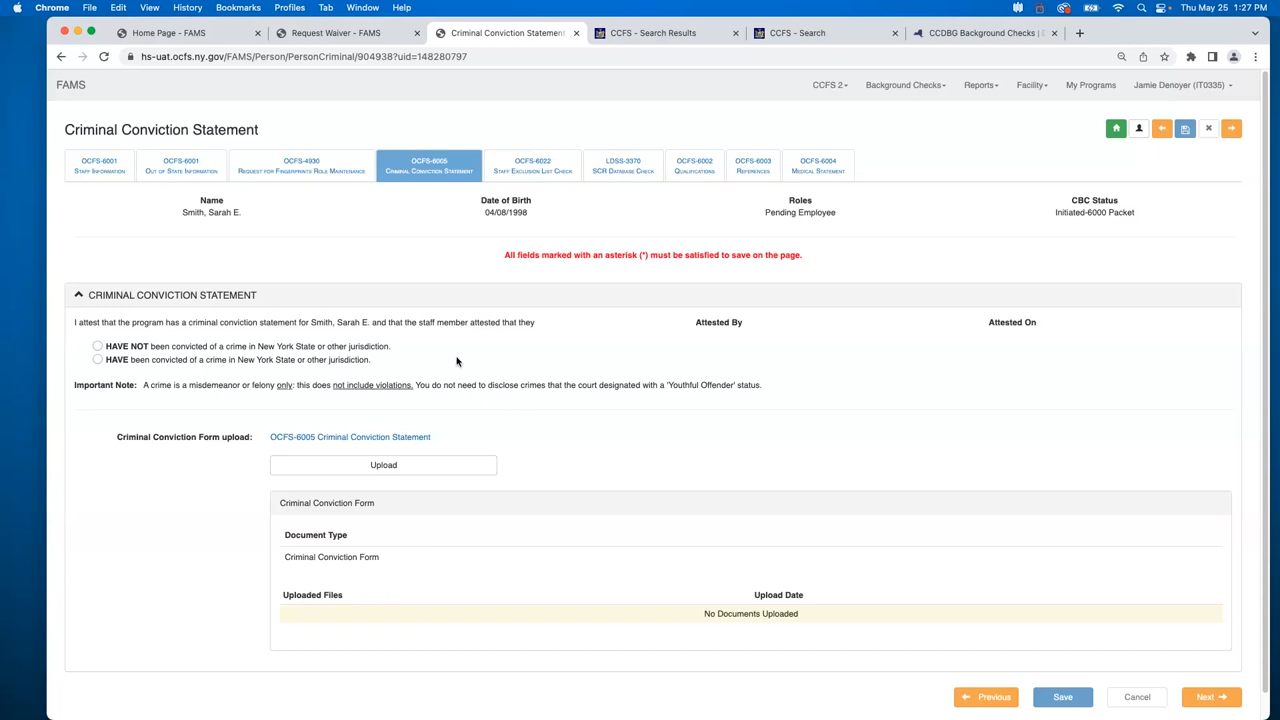 Chrome File Edit View History Bookmarks Profiles Tab Window Help Thu May 25 1:27 PM
Home Page - FAMS Request Waiver - FAMS Criminal Conviction Statement CCFS - Search Results CCFS - Search CCDBG Background Checks |
hs-uat.ocfs.ny.gov/FAMS/Person/PersonCriminal/904938?uid=148280797
FAMS CCFS 2 Background Checks Reports Facility My Programs Jamie Denoyer (IT0335)
Criminal Conviction Statement
OCFS-6001 OCFS-6001 OCFS-4930 OCFS-6005 OCFS-6022 LDSS-3370 OCFS-6002 OCFS-6003 OCFS-6004
Staff Information Out of State Information Request for Fingerprints Role Maintenance Criminal Conviction Statement Staff Exclusion List Check SCR Database Check Qualifications References Medical Statement
Name Date of Birth Roles CBC Status
Smith, Sarah E. 04/08/1998 Pending Employee Initiated-6000 Packet
All fields marked with an asterisk (*) must be satisfied to save on the page.
CRIMINAL CONVICTION STATEMENT
I attest that the program has a criminal conviction statement for Smith, Sarah E. and that the staff member attested that they Attested By Attested On
HAVE NOT been convicted of a crime in New York State or other jurisdiction.
HAVE been convicted of a crime in New York State or other jurisdiction.
Important Note: A crime is a misdemeanor or felony only: this does not include violations. You do not need to disclose crimes that the court designated with a 'Youthful Offender' status.
Criminal Conviction Form upload: OCFS-6005 Criminal Conviction Statement
Upload
Criminal Conviction Form
Document Type
Criminal Conviction Form
Uploaded Files Upload Date
No Documents Uploaded
Previous Save Cancel Next